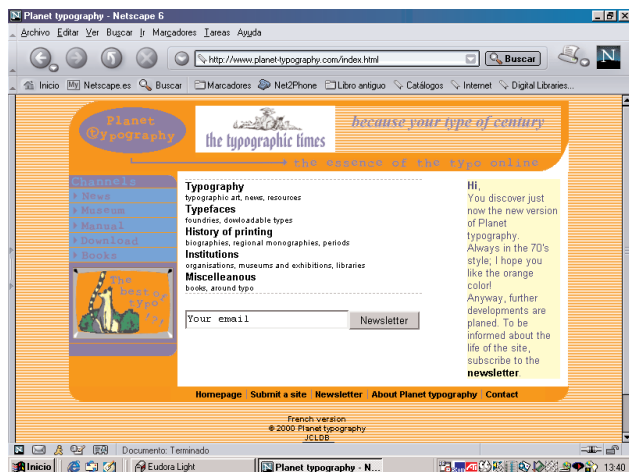 Planet typography - Netscape 6
Archivo Editar Ver Buscar Ir Marcadores Tareas Ayuda
http://www.planet-typography.com/index.html
Buscar
N
Inicio My Netscape.es Buscar Marcadores Net2Phone Libro antiguo Catálogos Internet Digital Libraries...
Planet
typography
the typographic times
because your type of century
the essence of the typo online
Channels
News
Museum
Manual
Download
Books
The
best of
typo
!?!
Typography
typographic art, news, resources
Typefaces
foundries, dowloadable types
History of printing
biographies, regional monographies, periods
Institutions
organisations, museums and exhibitions, libraries
Miscelleanous
books, around typo
Your email
Newsletter
Hi,
You discover just
now the new version
of Planet
typography.
Always in the 70's
style; I hope you
like the orange
color!
Anyway, further
developments are
planed. To be
informed about the
life of the site,
subscribe to the
newsletter.
Homepage Submit a site Newsletter About Planet typography Contact
French version
© 2000 Planet typography
JCLDB
Documento: Terminado
Inicio Eudora Light Planet typography - N... 13:40